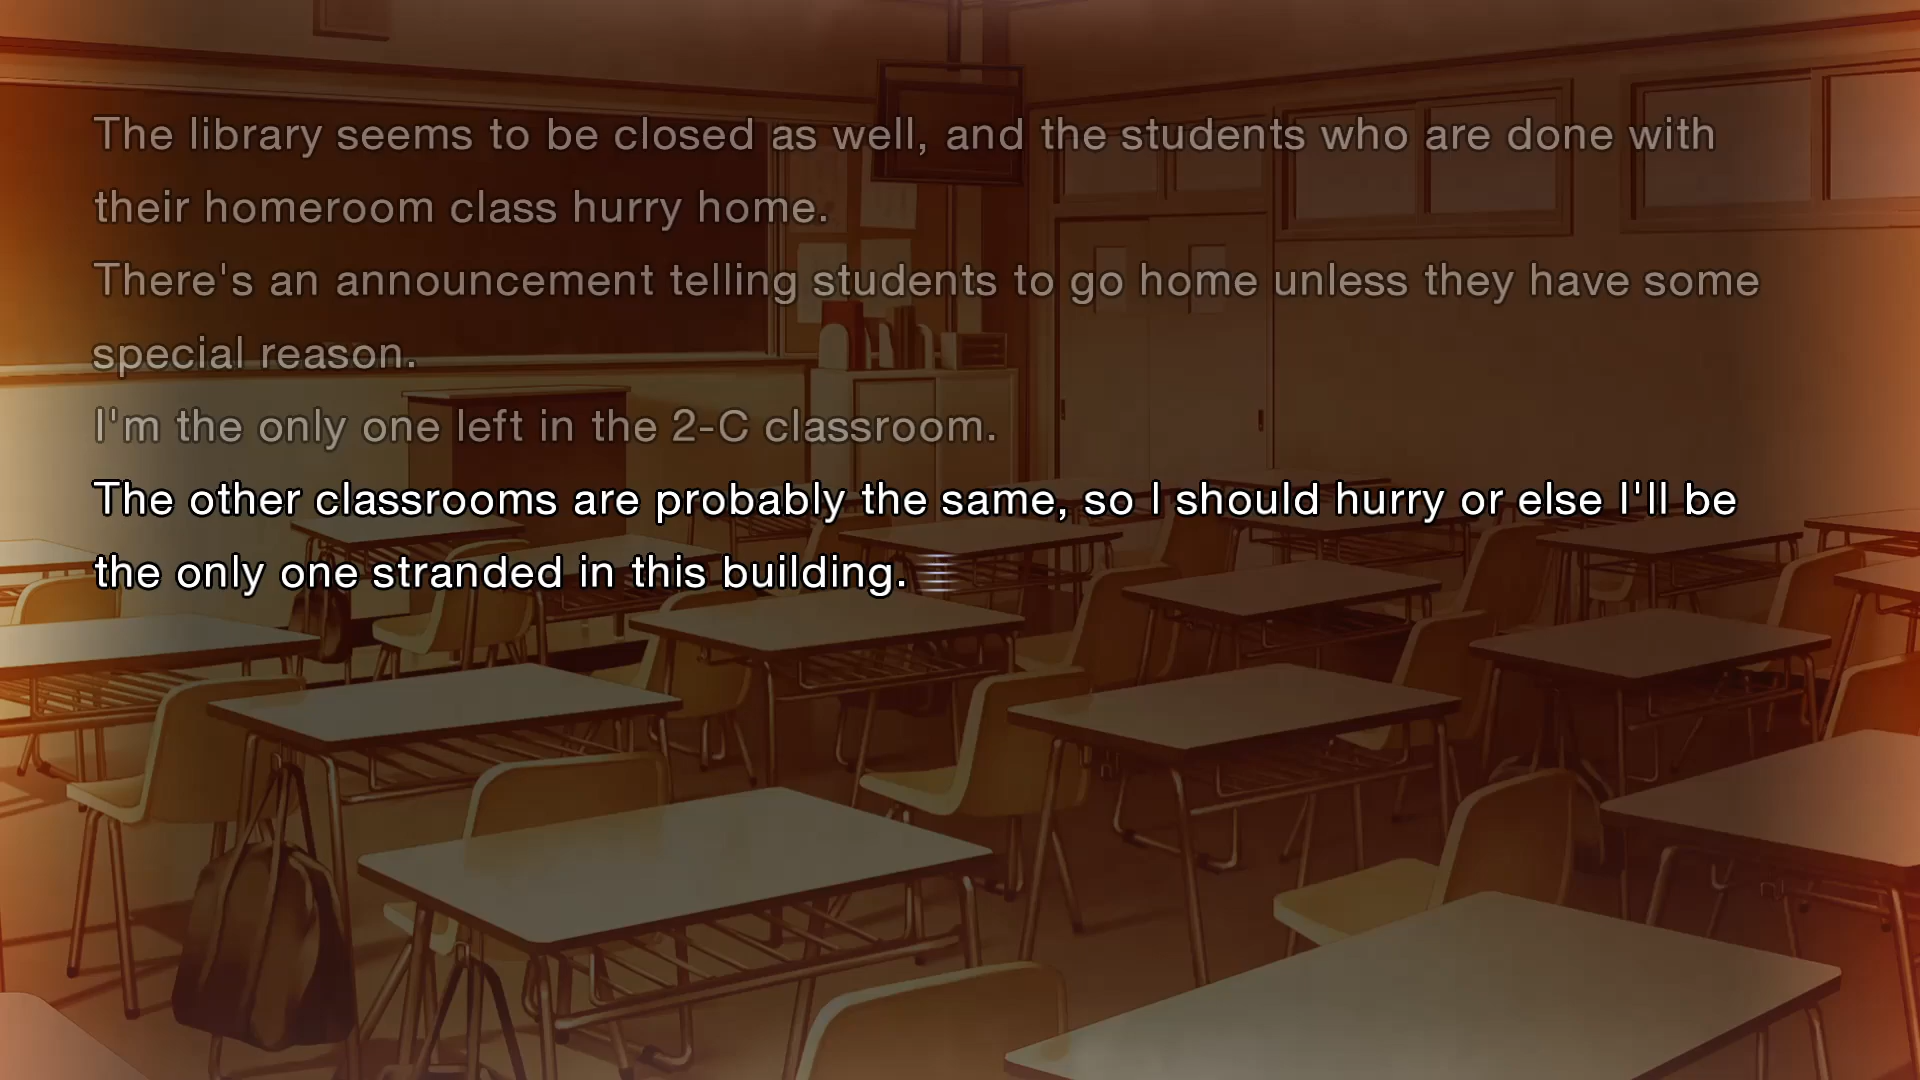 The library seems to be closed as well, and the students who are done with
their homeroom class hurry home.
There's an announcement telling students to go home unless they have some
special reason.
I'm the only one left in the 2-C classroom.
The other classrooms are probably the same, so I should hurry or else I'll be
the only one stranded in this building.